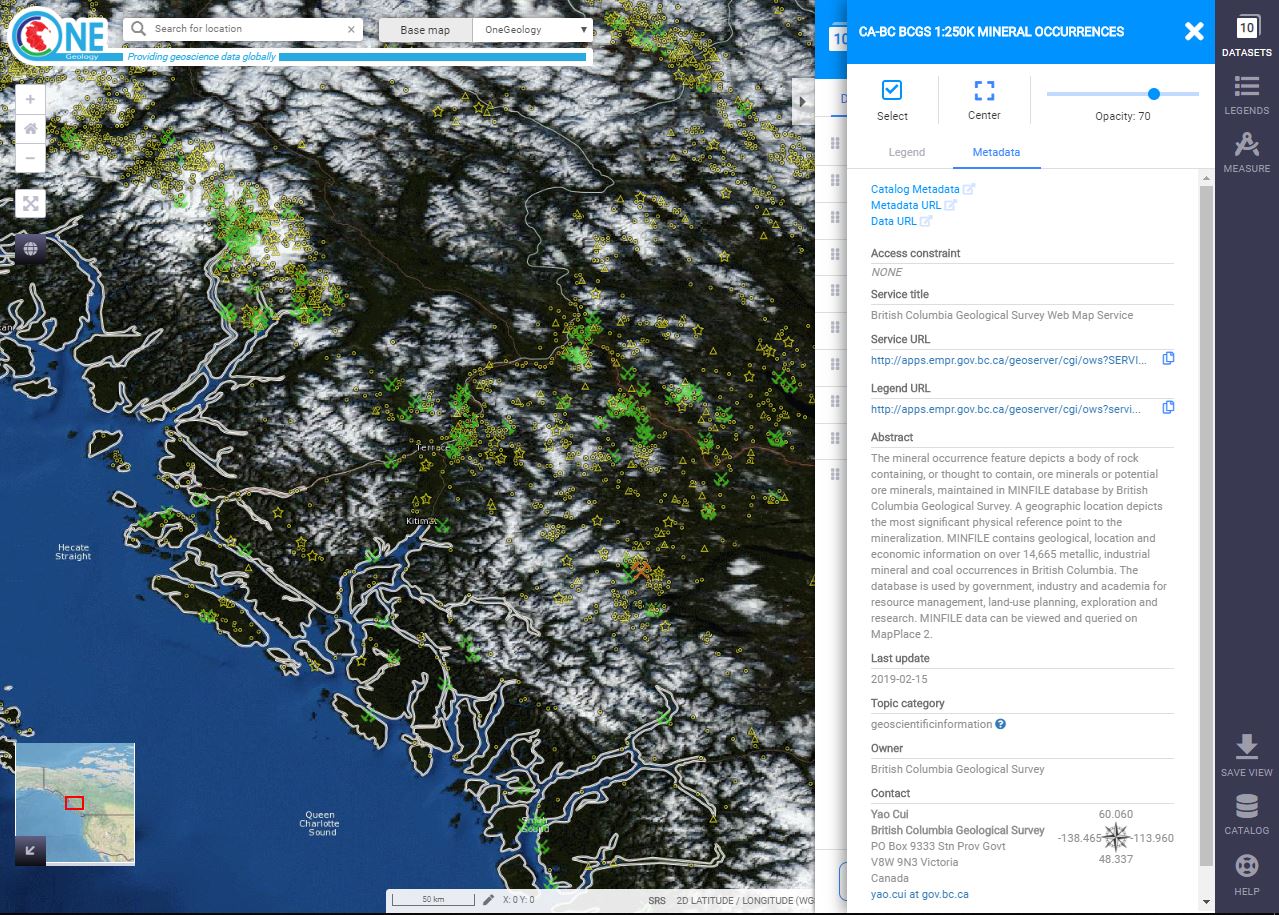 ONE
Geology
Providing geoscience data globally
Search for location
Base map
OneGeology
Hecate
Straight
Terrace
Kitimat
Queen
Charlotte
Sound
Smith
Sound
50 km
X: 0 Y: 0
SRS 2D LATITUDE / LONGITUDE (WG
10
D
CA-BC BCGS 1:250K MINERAL OCCURRENCES
Select
Center
Opacity: 70
Legend
Metadata
Catalog Metadata
Metadata URL
Data URL
Access constraint
NONE
Service title
British Columbia Geological Survey Web Map Service
Service URL
http://apps.empr.gov.bc.ca/geoserver/cgi/ows?SERVI...
Legend URL
http://apps.empr.gov.bc.ca/geoserver/cgi/ows?servi...
Abstract
The mineral occurrence feature depicts a body of rock
containing, or thought to contain, ore minerals or potential
ore minerals, maintained in MINFILE database by British
Columbia Geological Survey. A geographic location depicts
the most significant physical reference point to the
mineralization. MINFILE contains geological, location and
economic information on over 14,665 metallic, industrial
mineral and coal occurrences in British Columbia. The
database is used by government, industry and academia for
resource management, land-use planning, exploration and
research. MINFILE data can be viewed and queried on
MapPlace 2.
Last update
2019-02-15
Topic category
geoscientificinformation
Owner
British Columbia Geological Survey
Contact
Yao Cui
British Columbia Geological Survey
PO Box 9333 Stn Prov Govt
V8W 9N3 Victoria
Canada
yao.cui at gov.bc.ca
60.060
-138.465 -113.960
48.337
10
DATASETS
LEGENDS
MEASURE
SAVE VIEW
CATALOG
HELP